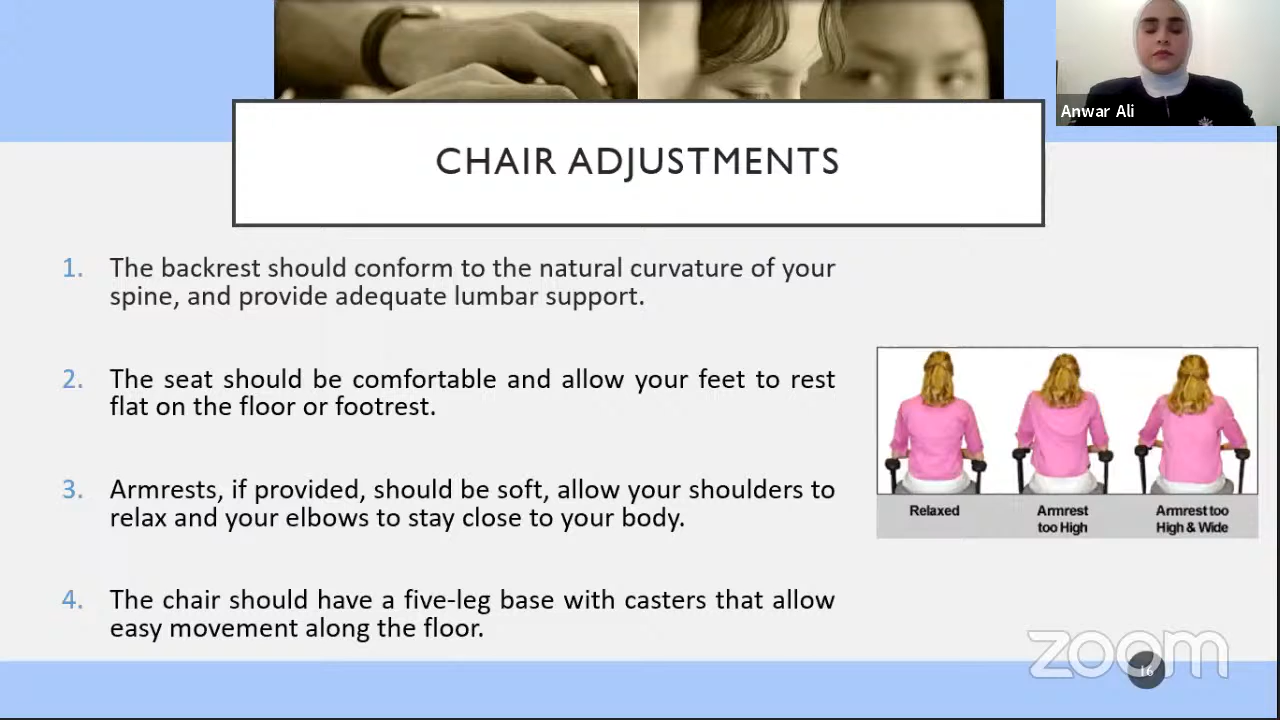 Anwar Ali
CHAIR ADJUSTMENTS
1. The backrest should conform to the natural curvature of your
spine, and provide adequate lumbar support.
2. The seat should be comfortable and allow your feet to rest
flat on the floor or footrest.
3. Armrests, if provided, should be soft, allow your shoulders to
relax and your elbows to stay close to your body.
4. The chair should have a five-leg base with casters that allow
easy movement along the floor.
Relaxed
Armrest
too High
Armrest too
High & Wide
zoom
16